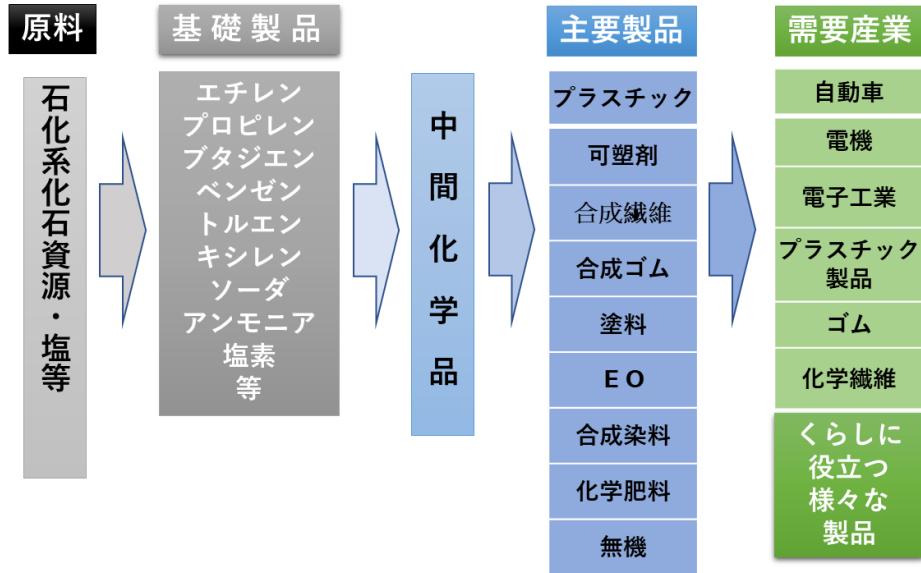 原料
石化系化石資源・塩等
基礎製品
エチレン
プロピレン
ブタジエン
ベンゼン
トルエン
キシレン
ソーダ
アンモニア
塩素
等
中間化学品
主要製品
プラスチック
可塑剤
合成繊維
合成ゴム
塗料
ＥＯ
合成染料
化学肥料
無機
需要産業
自動車
電機
電子工業
プラスチック
製品
ゴム
化学繊維
くらしに
役立つ
様々な
製品